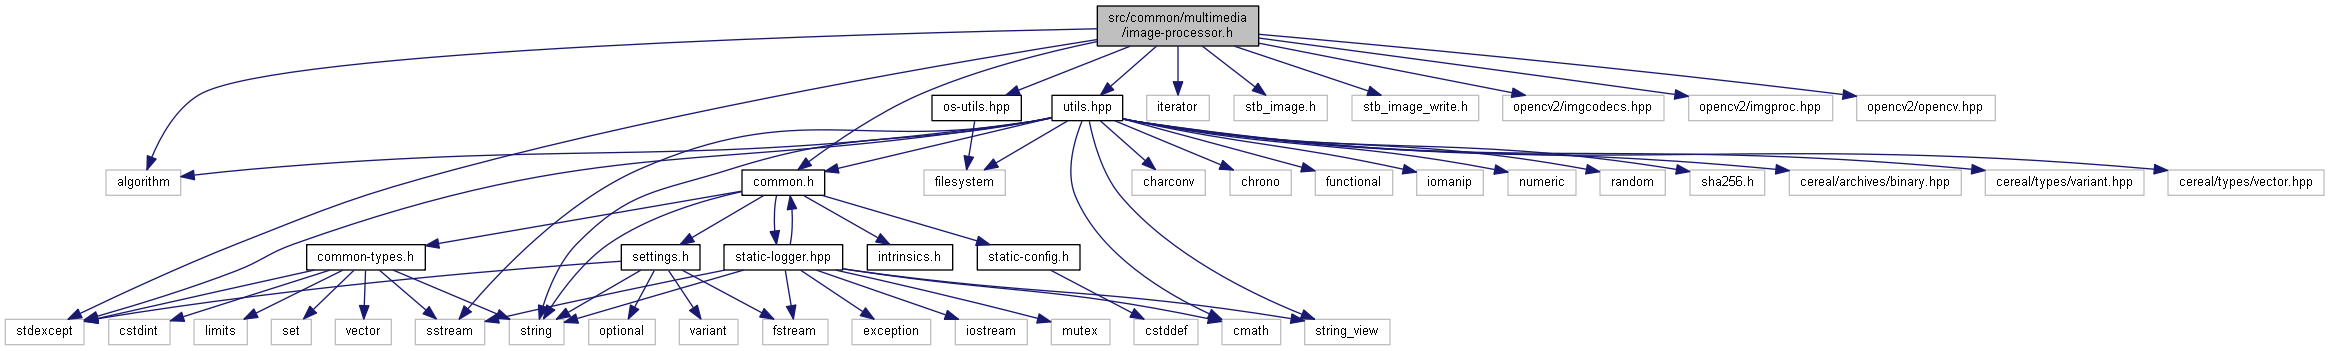 src/common/multimedia
/image-processor.h
os-utils.hpp
utils.hpp
iterator
stb_image.h
stb_image_write.h
opencv2/imgcodecs.hpp
opencv2/imgproc.hpp
opencv2/opencv.hpp
algorithm
common.h
filesystem
charconv
chrono
functional
iomanip
numeric
random
sha256.h
cereal/archives/binary.hpp
cereal/types/variant.hpp
cereal/types/vector.hpp
common-types.h
settings.h
static-logger.hpp
intrinsics.h
static-config.h
stdexcept
cstdint
limits
set
vector
sstream
string
optional
variant
fstream
exception
iostream
mutex
cstddef
cmath
string_view